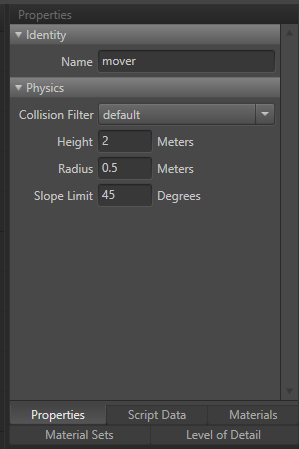 Properties
Identity
Name mover
Physics
Collision Filter default
Height 2 Meters
Radius 0.5 Meters
Slope Limit 45 Degrees
Properties Script Data Materials
Material Sets Level of Detail